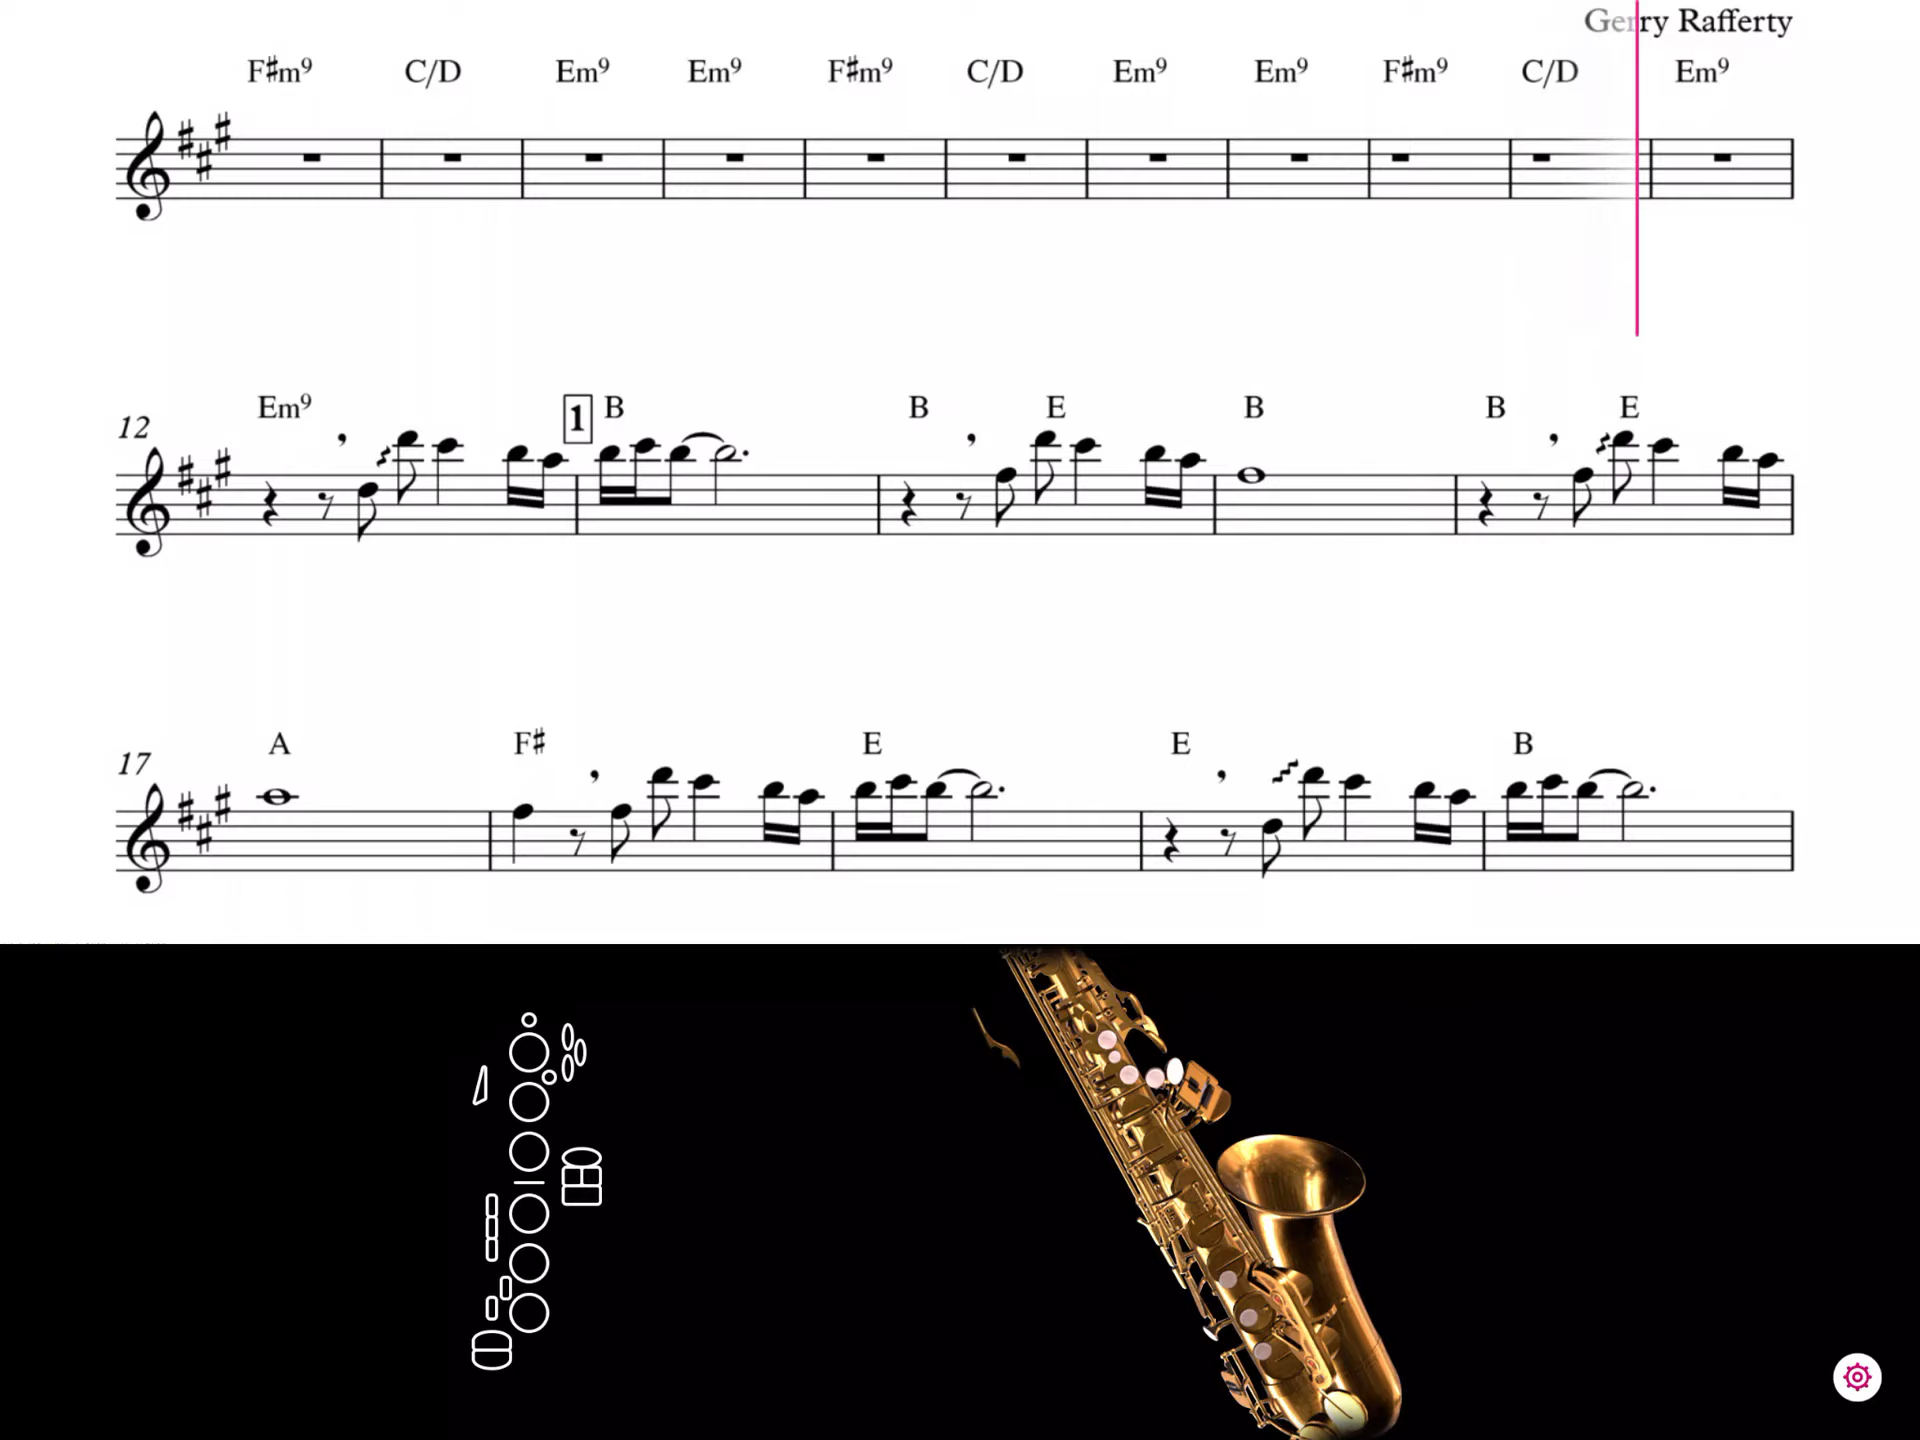 Gerry Rafferty
F♯m9 C/D Em9 Em9 F♯m9 C/D Em9 Em9 F♯m9 C/D Em9
12 Em9 1 B B E B B E
17 A F♯ E E B